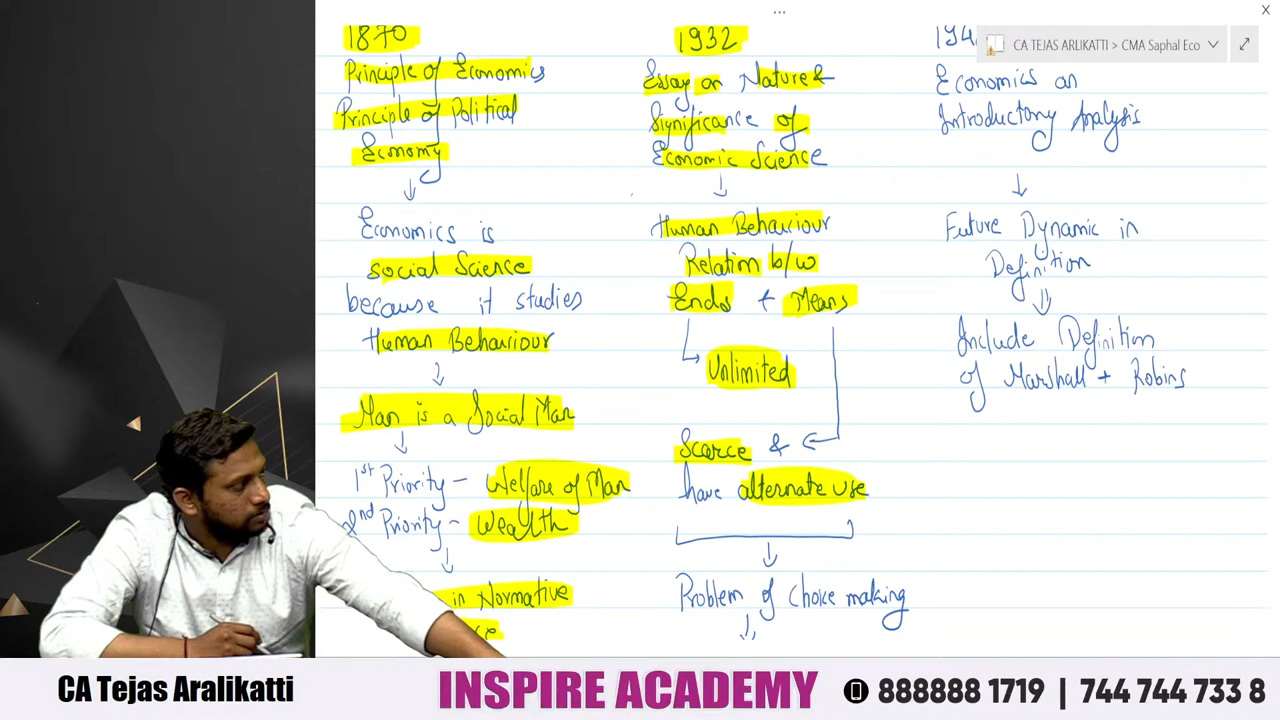 1870
Principle of Economics
Principle of Political
Economy
Economics is
social Science
because it studies
Human Behaviour
Man is a Social Man
1st Priority - Welfare of Man
2nd Priority - Wealth
in Normative
1932
Essay on Nature &
Significance of
Economic Science
Human Behaviour
Relation b/w
Ends + Means
Unlimited
Scarce &
have alternate use
Problem of choice making
194
Economics an
Introductory Analysis
Future Dynamic in
Definition
Include Definition
of Marshall + Robins
CA TEJAS ARLIKATTI > CMA Saphal Eco
CA Tejas Aralikatti
INSPIRE ACADEMY
888888 1719 | 744 744 733 8